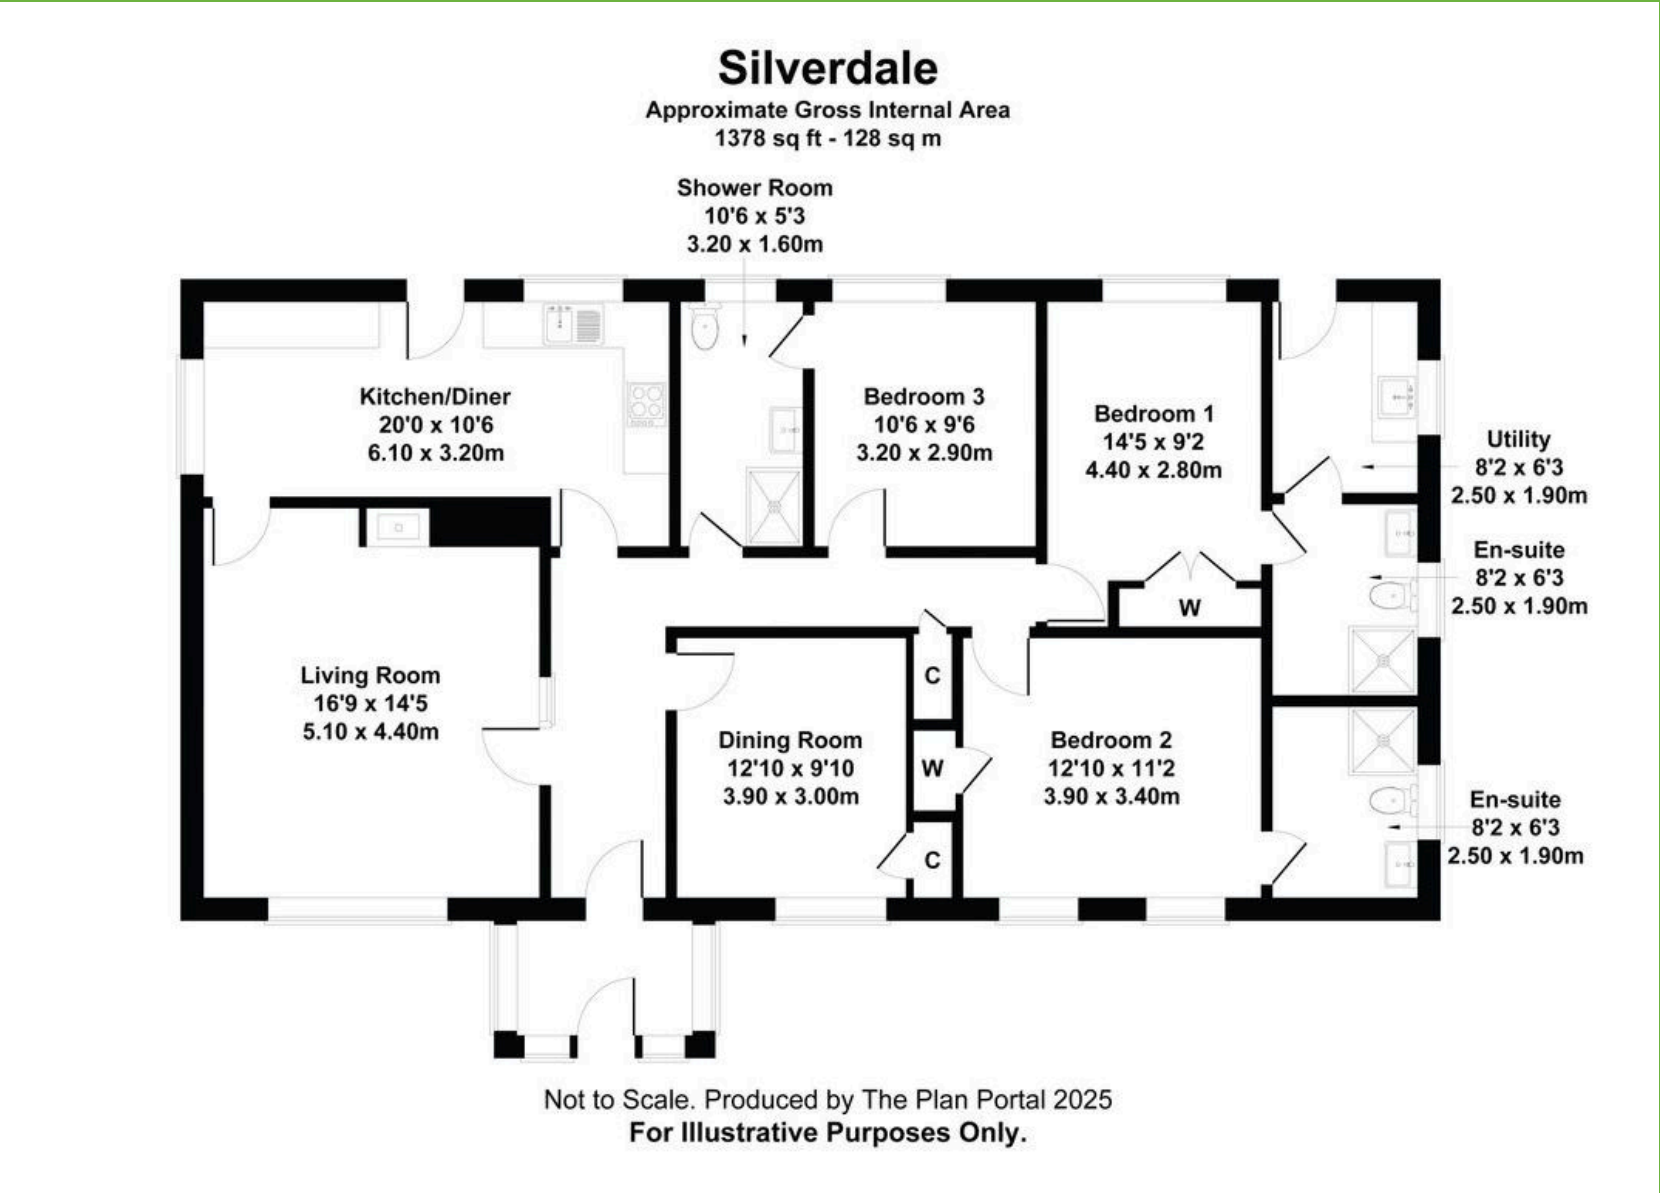 Silverdale
Approximate Gross Internal Area
1378 sq ft - 128 sq m
Shower Room
10'6 x 5'3
3.20 x 1.60m
Kitchen/Diner
20'0 x 10'6
6.10 x 3.20m
Bedroom 3
10'6 x 9'6
3.20 x 2.90m
Bedroom 1
14'5 x 9'2
4.40 x 2.80m
Utility
8'2 x 6'3
2.50 x 1.90m
En-suite
8'2 x 6'3
2.50 x 1.90m
W
Living Room
16'9 x 14'5
5.10 x 4.40m
C
Dining Room
12'10 x 9'10
3.90 x 3.00m
W
Bedroom 2
12'10 x 11'2
3.90 x 3.40m
C
En-suite
8'2 x 6'3
2.50 x 1.90m
Not to Scale. Produced by The Plan Portal 2025
For Illustrative Purposes Only.